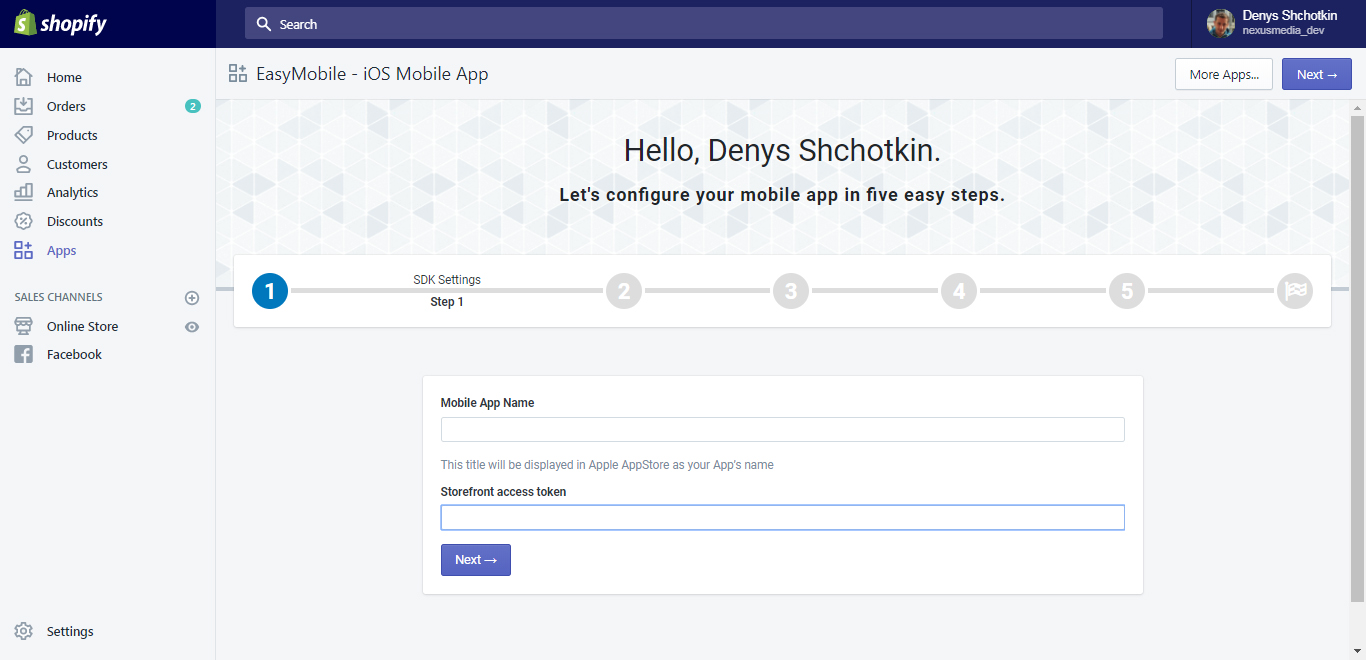 shopify
Search
Denys Shchotkin
nexusmedia_dev
Home
Orders
2
Products
Customers
Analytics
Discounts
Apps
SALES CHANNELS
Online Store
Facebook
Settings
EasyMobile - iOS Mobile App
More Apps...
Next →
Hello, Denys Shchotkin.
Let's configure your mobile app in five easy steps.
1
SDK Settings
Step 1
2
3
4
5
Mobile App Name
This title will be displayed in Apple AppStore as your App's name
Storefront access token
Next →